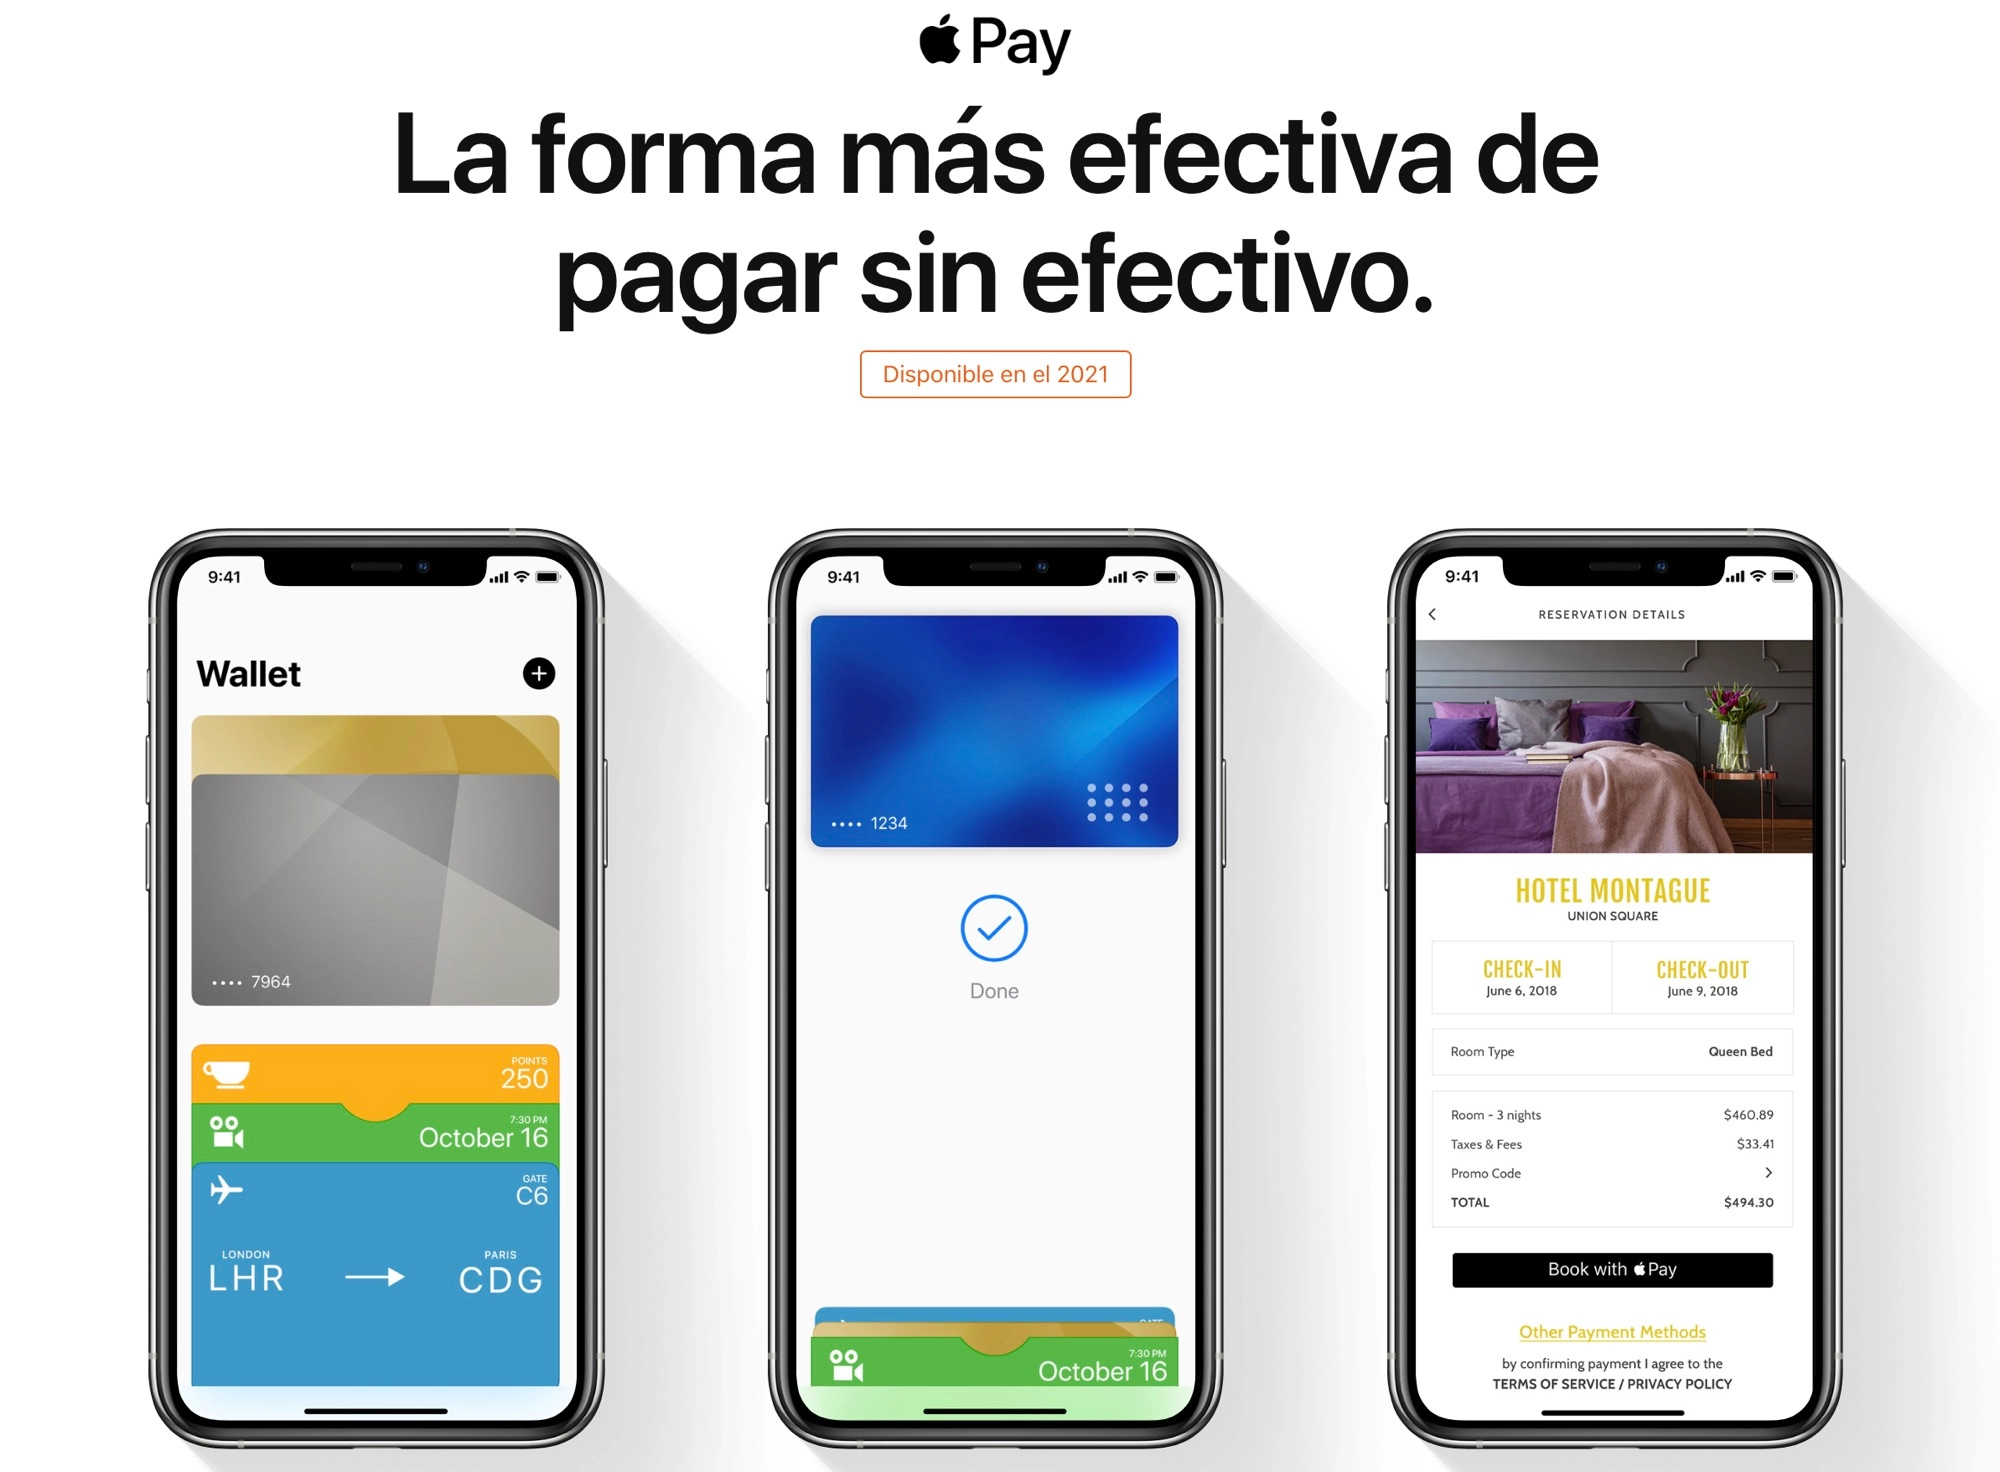 Pay
La forma más efectiva de
pagar sin efectivo.
Disponible en el 2021
9:41
Wallet
•••• 7964
POINTS
250
7:30 PM
October 16
GATE
C6
LONDON
LHR
PARIS
CDG
9:41
•••• 1234
Done
7:30 PM
October 16
9:41
RESERVATION DETAILS
HOTEL MONTAGUE
UNION SQUARE
CHECK-IN
June 6, 2018
CHECK-OUT
June 9, 2018
Room Type Queen Bed
Room - 3 nights $460.89
Taxes & Fees $33.41
Promo Code
TOTAL $494.30
Book with Pay
Other Payment Methods
by confirming payment I agree to the
TERMS OF SERVICE / PRIVACY POLICY